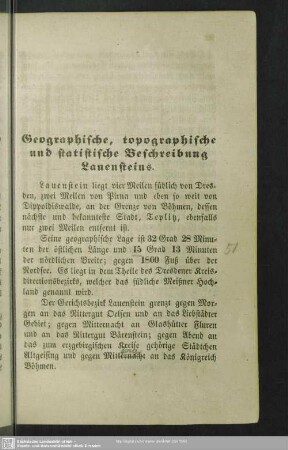 Geographische, topographische
und statistische Beschreibung
Lauensteins.
Lauenstein liegt vier Meilen südlich von Dres-
den, zwei Meilen von Pirna und eben so weit von
Dippoldiswalde, an der Grenze von Böhmen, dessen
nächste und bekannteste Stadt, Teplitz, ebenfalls
nur zwei Meilen entfernt ist.
Seine geographische Lage ist 32 Grad 28 Minu-
ten der östlichen Länge und 15 Grad 13 Minuten
der nördlichen Breite; gegen 1800 Fuß über der
Nordsee. Es liegt in dem Theile des Dresdener Kreis-
directionsbezirks, welcher das südliche Meißner Hoch-
land genannt wird.
Der Gerichtsbezirk Lauenstein grenzt gegen Mor-
gen an das Rittergut Oelsen und an das Liebstädter
Gebiet; gegen Mitternacht an Glashütter Fluren
und an das Rittergut Bärenstein; gegen Abend an
das zum erzgebirgischen Kreise gehörige Städtchen
Altgeising und gegen Mitternacht an das Königreich
Böhmen.